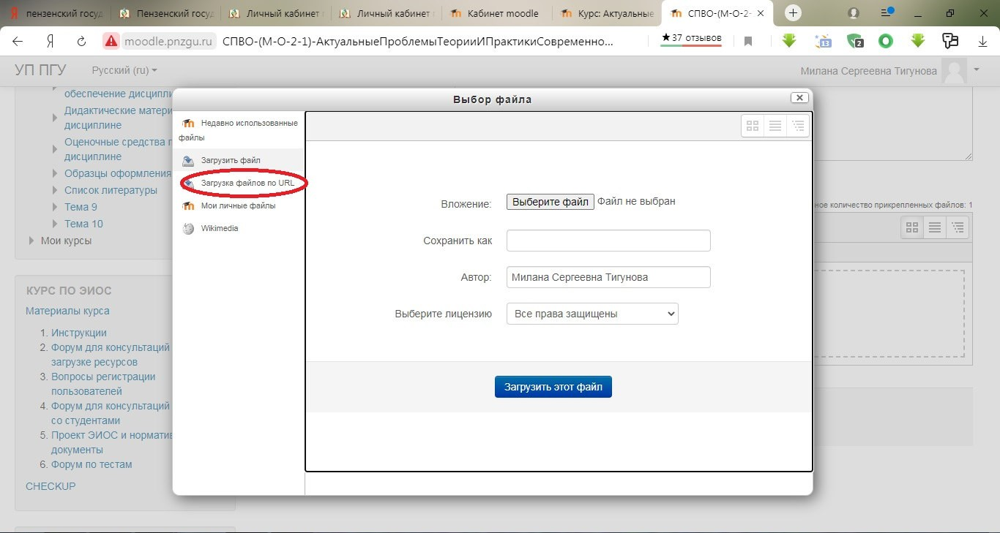 пензенский госуд
Пензенский госуд
Личный кабинет
Личный кабинет
Кабинет moodle
Курс: Актуальные
СПВО-(М-О-2-
moodle.pnzgu.ru СПВО-(М-О-2-1)-АктуальныеПроблемыТеорииИПрактикиСовременно...
★37 отзывов
13
2
УП ПГУ
Русский (ru)
Милана Сергеевна Тигунова
обеспечение дисципли
Дидактические матери
дисциплине
Оценочные средства п
дисциплине
Образцы оформления
Список литературы
Тема 9
Тема 10
Мои курсы
КУРС ПО ЭИОС
Материалы курса
1. Инструкции
2. Форум для консультаций
загрузке ресурсов
3. Вопросы регистрации
пользователей
4. Форум для консультаций
со студентами
5. Проект ЭИОС и норматив
документы
6. Форум по тестам
CHECKUP
Выбор файла
Недавно использованные
файлы
Загрузить файл
Загрузка файлов по URL
Мои личные файлы
Wikimedia
Вложение: Выберите файл Файл не выбран
Сохранить как
Автор: Милана Сергеевна Тигунова
Выберите лицензию Все права защищены
Загрузить этот файл
ное количество прикрепленных файлов: 1